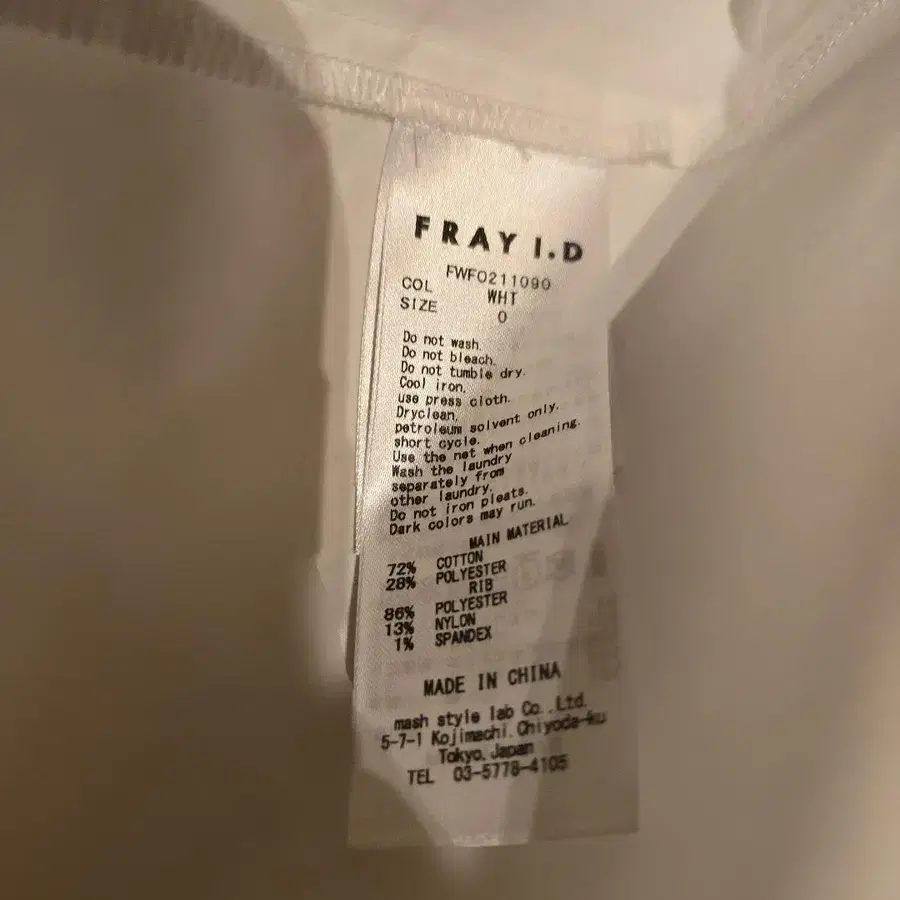 FRAY I.D
FWFO211090
COL WHT
SIZE 0
Do not wash.
Do not bleach.
Do not tumble dry.
Cool iron.
use press cloth.
Dryclean,
petroleum solvent only.
short cycle.
Use the net when cleaning.
Wash the laundry
separately from
other laundry.
Do not iron pleats.
Dark colors may run.
MAIN MATERIAL
72% COTTON
28% POLYESTER
RIB
86% POLYESTER
13% NYLON
1% SPANDEX
MADE IN CHINA
mash style lab Co.,Ltd.
5-7-1 Kojimachi.Chiyoda-ku
Tokyo,Japan
TEL 03-5778-4105